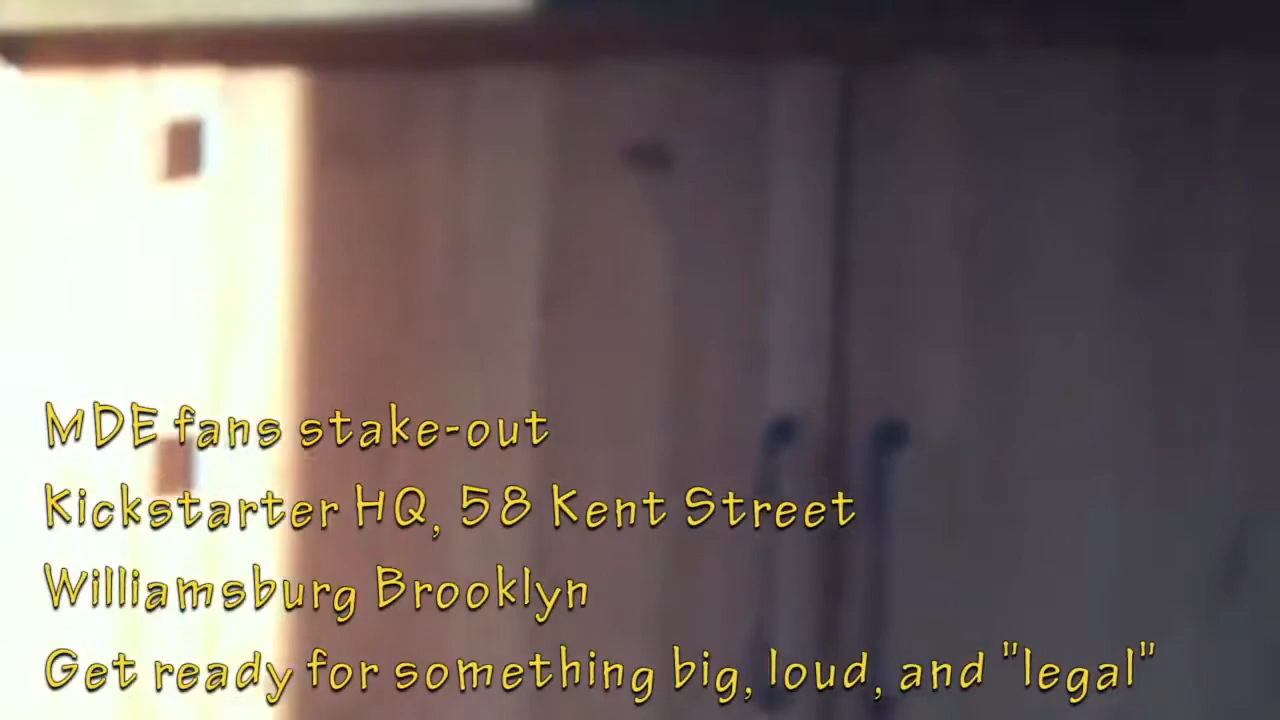 MDE fans stake-out
Kickstarter HQ, 58 Kent Street
Williamsburg Brooklyn
Get ready for something big, loud, and "legal"